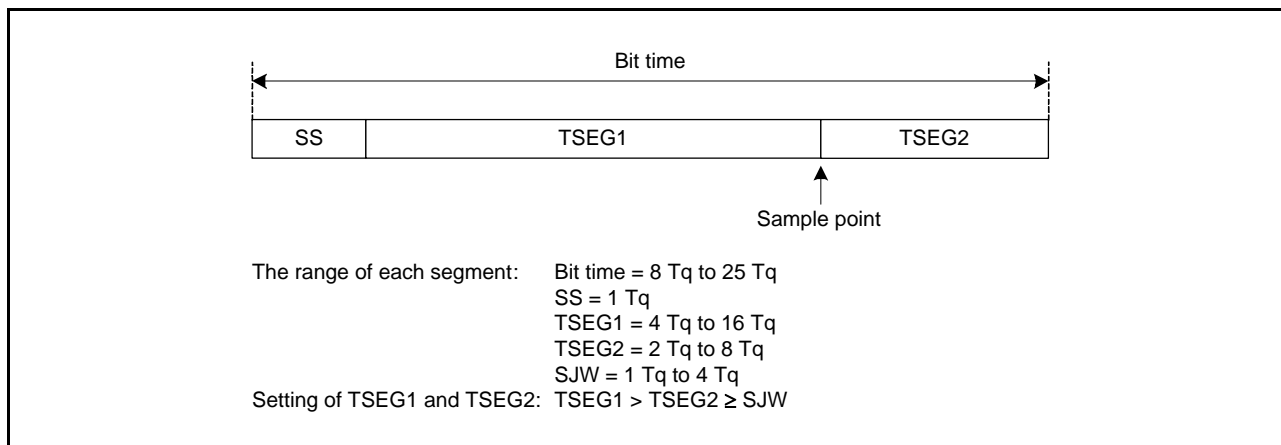 Bit time
SS TSEG1 TSEG2
Sample point
The range of each segment: Bit time = 8 Tq to 25 Tq
SS = 1 Tq
TSEG1 = 4 Tq to 16 Tq
TSEG2 = 2 Tq to 8 Tq
SJW = 1 Tq to 4 Tq
Setting of TSEG1 and TSEG2: TSEG1 > TSEG2 ≥ SJW